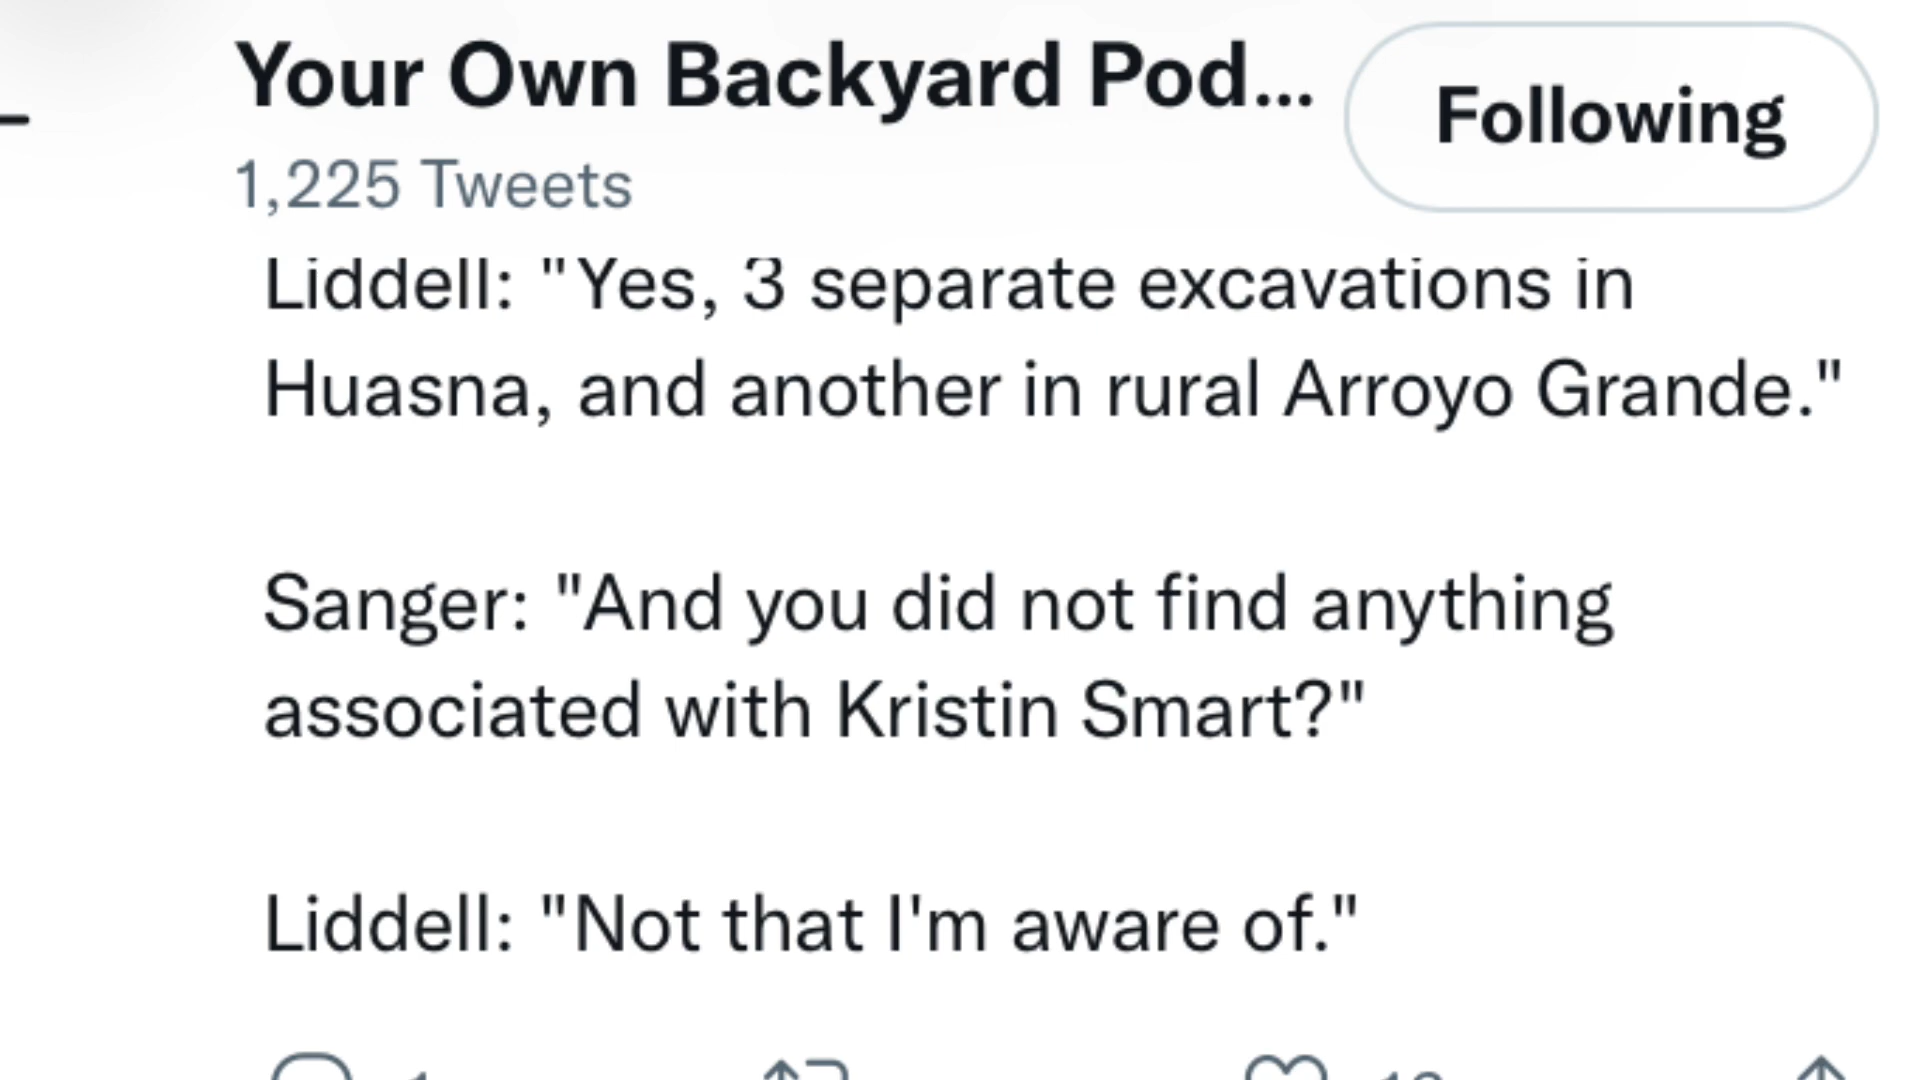 Your Own Backyard Pod...
Following
1,225 Tweets
Liddell: "Yes, 3 separate excavations in
Huasna, and another in rural Arroyo Grande."
Sanger: "And you did not find anything
associated with Kristin Smart?"
Liddell: "Not that I'm aware of."